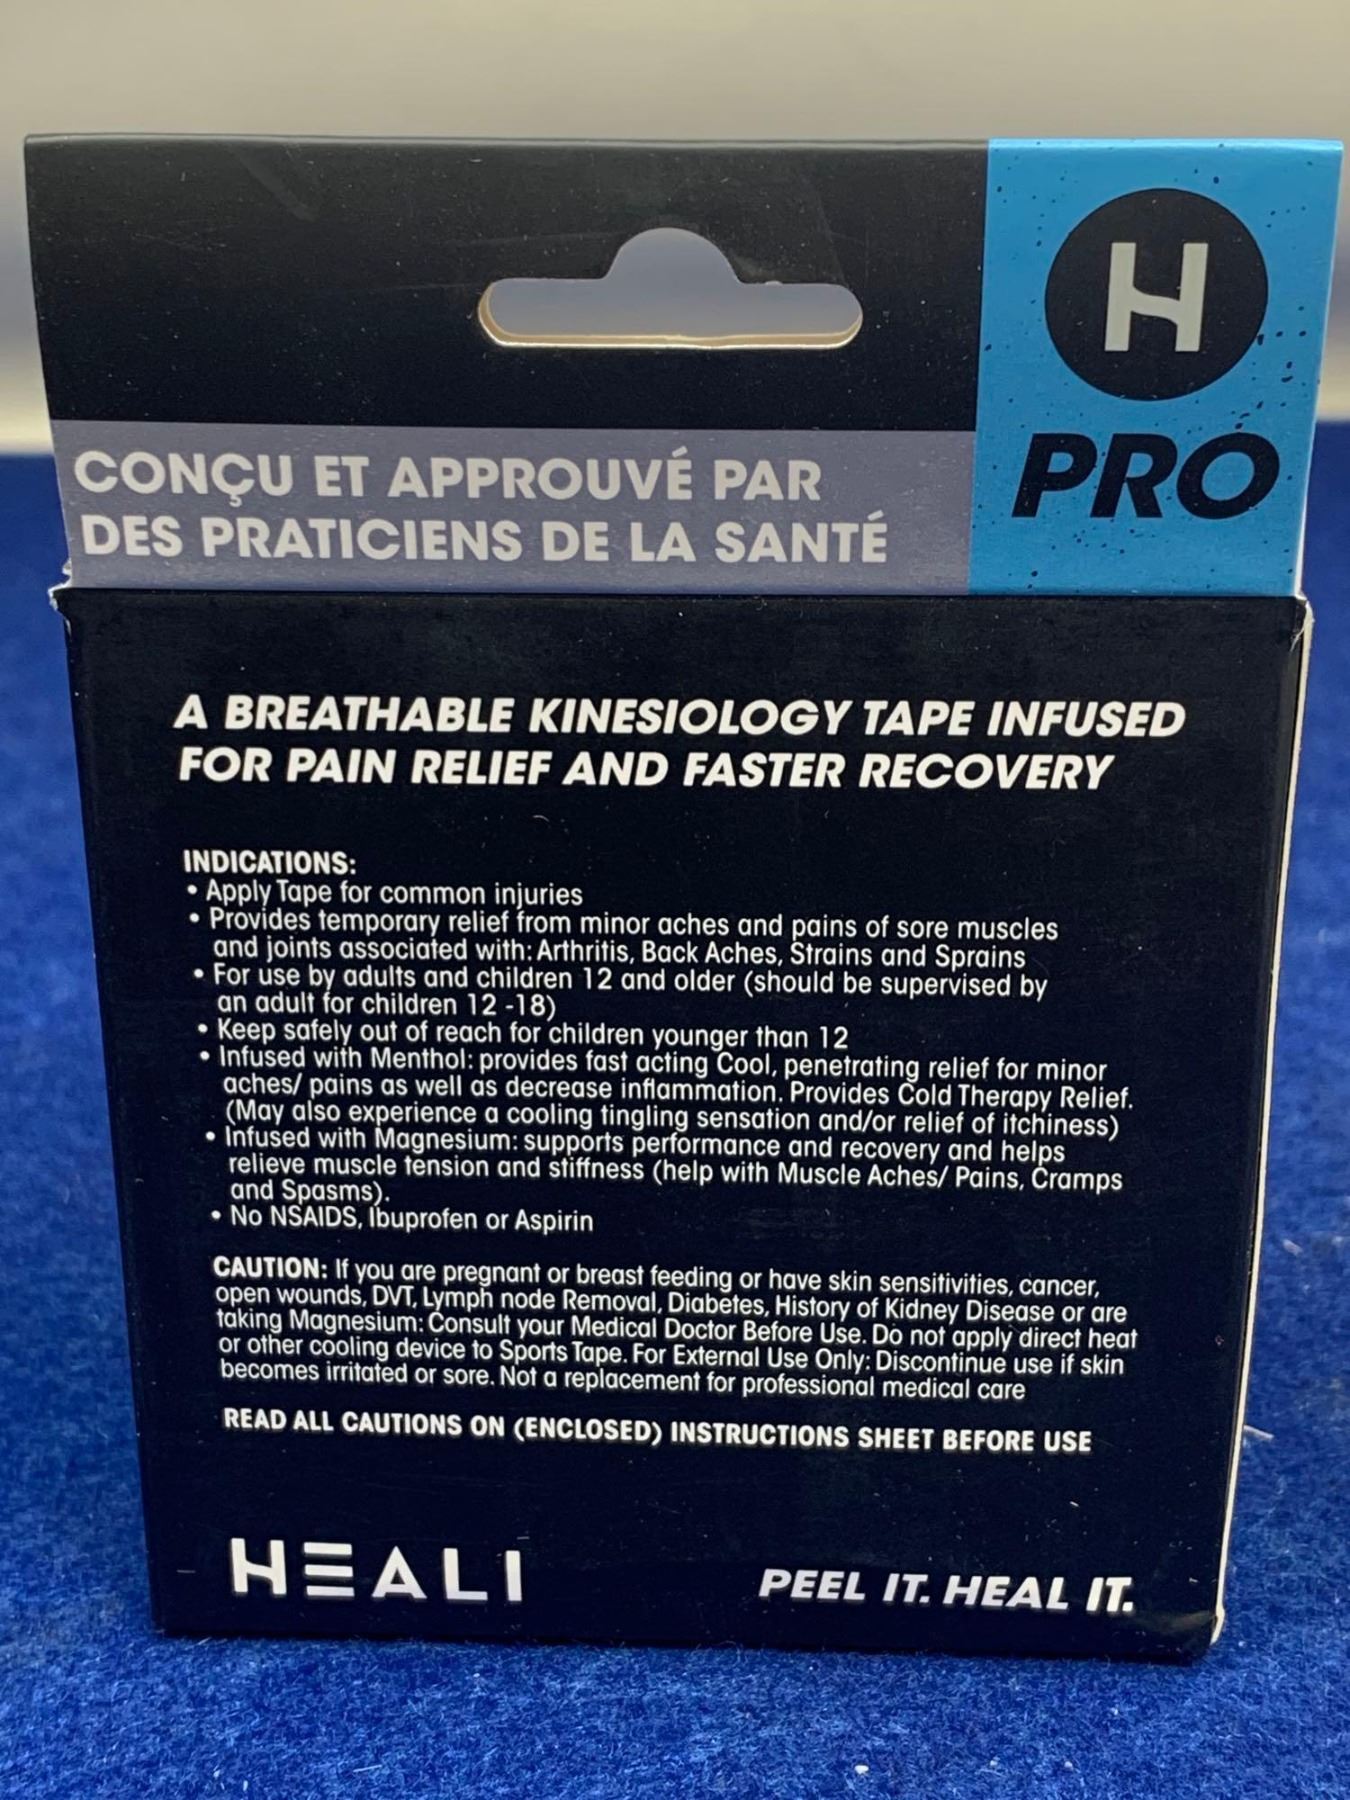 H
PRO
CONÇU ET APPROUVÉ PAR
DES PRATICIENS DE LA SANTÉ
A BREATHABLE KINESIOLOGY TAPE INFUSED
FOR PAIN RELIEF AND FASTER RECOVERY
INDICATIONS:
• Apply Tape for common injuries
• Provides temporary relief from minor aches and pains of sore muscles
and joints associated with: Arthritis, Back Aches, Strains and Sprains
• For use by adults and children 12 and older (should be supervised by
an adult for children 12 -18)
• Keep safely out of reach for children younger than 12
• Infused with Menthol: provides fast acting Cool, penetrating relief for minor
aches/ pains as well as decrease inflammation. Provides Cold Therapy Relief.
(May also experience a cooling tingling sensation and/or relief of itchiness)
• Infused with Magnesium: supports performance and recovery and helps
relieve muscle tension and stiffness (help with Muscle Aches/ Pains, Cramps
and Spasms).
• No NSAIDS, Ibuprofen or Aspirin
CAUTION: If you are pregnant or breast feeding or have skin sensitivities, cancer,
open wounds, DVT, Lymph node Removal, Diabetes, History of Kidney Disease or are
taking Magnesium: Consult your Medical Doctor Before Use. Do not apply direct heat
or other cooling device to Sports Tape. For External Use Only: Discontinue use if skin
becomes irritated or sore. Not a replacement for professional medical care
READ ALL CAUTIONS ON (ENCLOSED) INSTRUCTIONS SHEET BEFORE USE
HEALI
PEEL IT. HEAL IT.